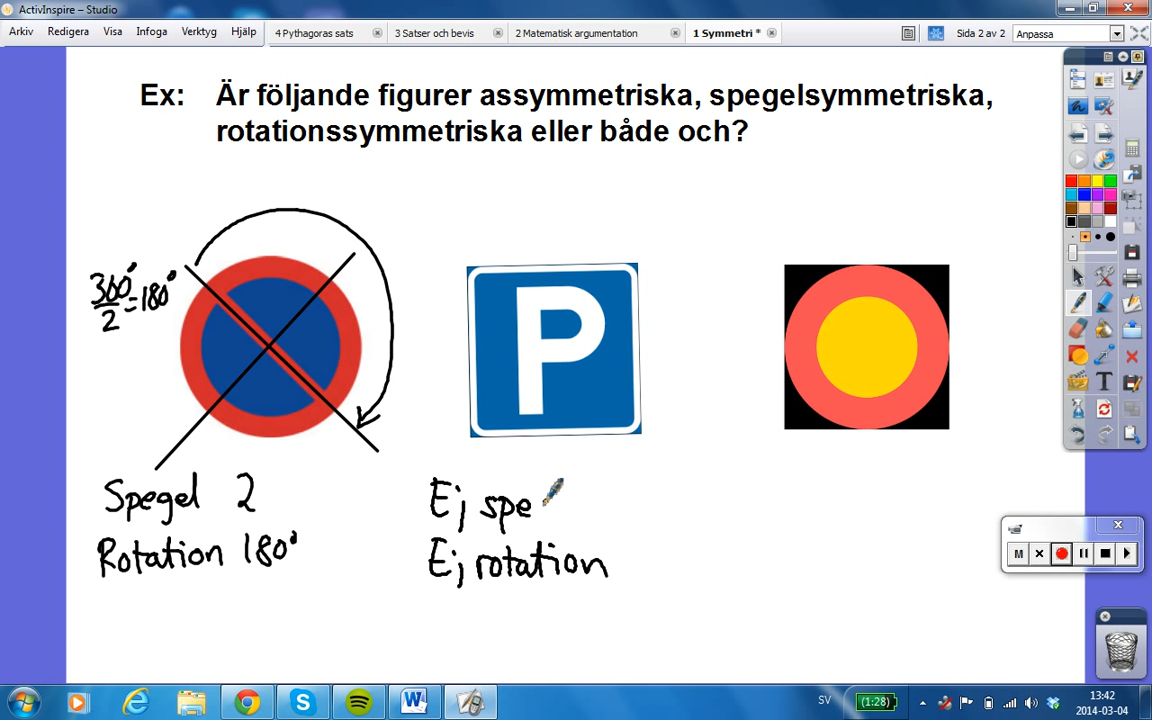 ActivInspire – Studio
Arkiv Redigera Visa Infoga Verktyg Hjälp
4 Pythagoras sats 3 Satser och bevis 2 Matematisk argumentation 1 Symmetri * Sida 2 av 2 Anpassa
Ex: Är följande figurer assymmetriska, spegelsymmetriska,
rotationssymmetriska eller både och?
360°/2 = 180°
P
Spegel 2
Rotation 180°
Ej spe
Ej rotation
M
SV (1:28) 13:42
2014-03-04